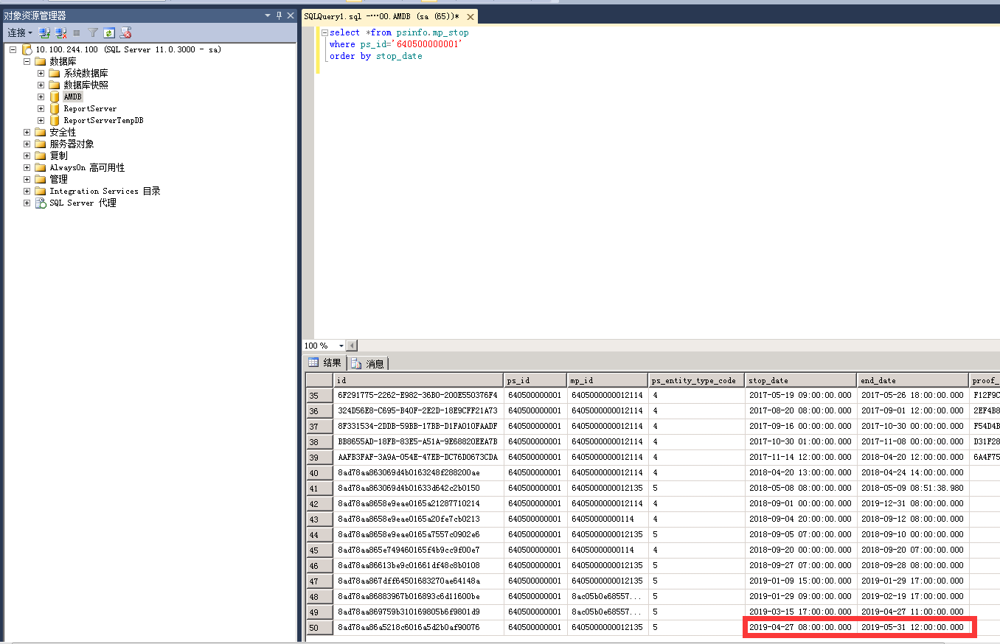 对象资源管理器
连接
10.100.244.100 (SQL Server 11.0.3000 - sa)
数据库
系统数据库
数据库快照
AMDB
ReportServer
ReportServerTempDB
安全性
服务器对象
复制
AlwaysOn 高可用性
管理
Integration Services 目录
SQL Server 代理
SQLQuery1.sql -···00.AMDB (sa (65))*
select *from psinfo.mp_stop
where ps_id='640500000001'
order by stop_date
100 %
结果 消息
id ps_id mp_id ps_entity_type_code stop_date end_date proof_
35 6F291775-2262-E982-36B0-200E550376F4 640500000001 6405000000012114 4 2017-05-19 09:00:00.000 2017-05-26 18:00:00.000 F12F9C
36 324D56E8-C695-B40F-2E2D-18E9CFF21A73 640500000001 6405000000012114 4 2017-08-20 08:00:00.000 2017-09-01 12:00:00.000 2EF4B8
37 8F331534-2DDB-59BB-17BB-D1FA010FAADF 640500000001 6405000000012114 4 2017-09-16 00:00:00.000 2017-10-30 00:00:00.000 F54D4B
38 BB8655AD-18FB-83E5-A51A-9E68820EEA7B 640500000001 6405000000012114 4 2017-10-30 01:00:00.000 2017-11-08 00:00:00.000 D31F28
39 AAFB3FAF-3A9A-054E-47EB-DC76D0673CDA 640500000001 6405000000012114 4 2017-11-14 12:00:00.000 2018-04-20 12:00:00.000 6A4F75
40 8ad78aa863069d4b0163248f288200ae 640500000001 6405000000012114 4 2018-04-20 13:00:00.000 2018-04-24 14:00:00.000
41 8ad78aa863069d4b01633d642c2b0150 640500000001 6405000000012135 5 2018-05-08 08:00:00.000 2018-05-09 08:51:38.980
42 8ad78aa8658e9eae0165a21287710214 640500000001 6405000000012114 4 2018-09-01 00:00:00.000 2019-12-31 08:00:00.000
43 8ad78aa8658e9eae0165a20fe7cb0213 640500000001 6405000000000114 4 2018-09-04 20:00:00.000 2018-09-12 08:00:00.000
44 8ad78aa8658e9eae0165a7557c0902e6 640500000001 6405000000012135 5 2018-09-05 07:00:00.000 2018-09-10 00:00:00.000
45 8ad78aa865e749460165f4b9cc9f00e7 640500000001 6405000000000114 4 2018-09-20 00:00:00.000 2018-09-20 07:00:00.000
46 8ad78aa86613be9c01661df48c8b0108 640500000001 6405000000012135 5 2018-09-27 07:00:00.000 2018-09-28 08:00:00.000
47 8ad78aa867dff64501683270ae64148a 640500000001 6405000000012135 5 2019-01-09 15:00:00.000 2019-01-29 17:00:00.000
48 8ad78aa86883967b016893c6d11600be 640500000001 8ac05b0e68557... 5 2019-01-29 09:00:00.000 2019-02-19 17:00:00.000
49 8ad78aa869759b310169805b6f9801d9 640500000001 8ac05b0e68557... 5 2019-03-15 17:00:00.000 2019-04-27 11:00:00.000
50 8ad78aa86a5218c6016a5d2b0af90076 640500000001 6405000000012135 5 2019-04-27 08:00:00.000 2019-05-31 12:00:00.000